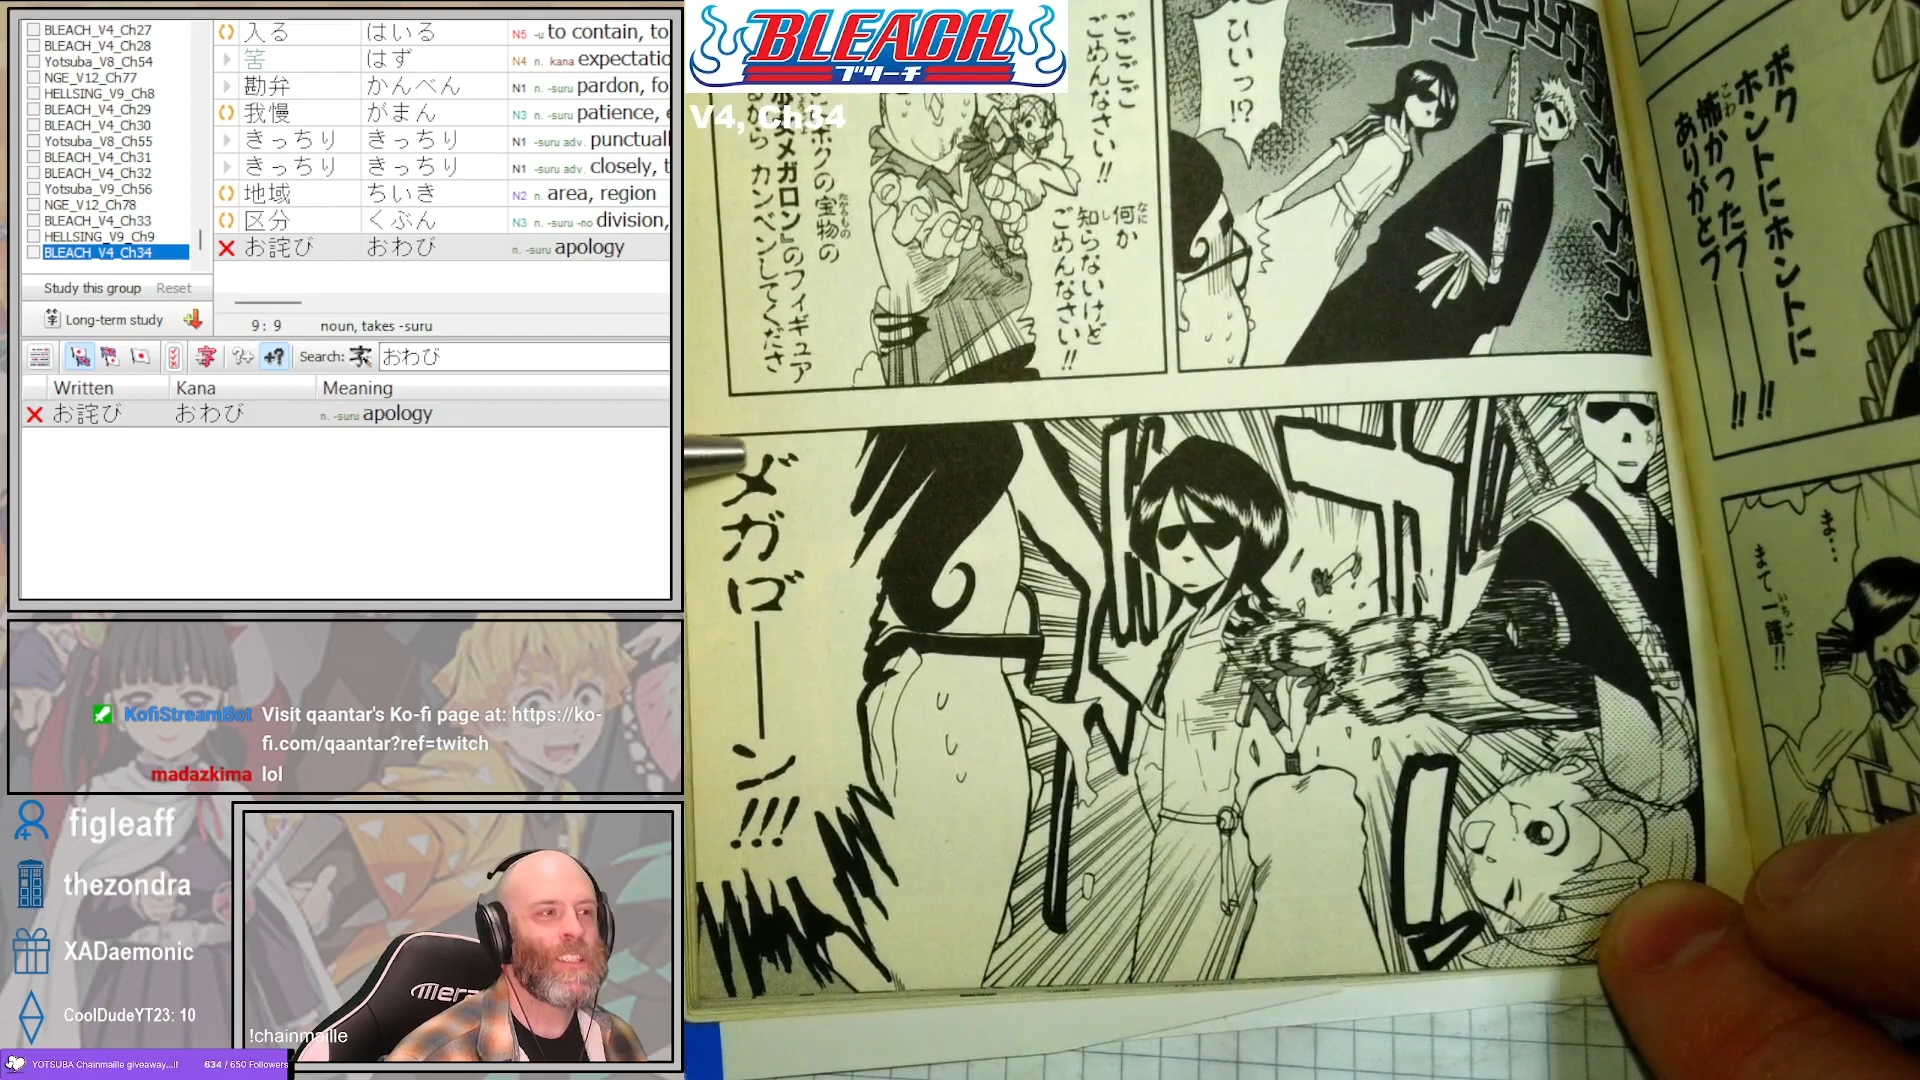 BLEACH_V4_Ch27
BLEACH_V4_Ch28
Yotsuba_V8_Ch54
NGE_V12_Ch77
HELLSING_V9_Ch8
BLEACH_V4_Ch29
BLEACH_V4_Ch30
Yotsuba_V8_Ch55
BLEACH_V4_Ch31
BLEACH_V4_Ch32
Yotsuba_V9_Ch56
NGE_V12_Ch78
BLEACH_V4_Ch33
HELLSING_V9_Ch9
BLEACH_V4_Ch34
Study this group Reset
Long-term study
入る はいる N5 -u to contain, to
筈 はず N4 n. kana expectatio
勘弁 かんべん N1 n. -suru pardon, fo
我慢 がまん N3 n. -suru patience, e
きっちり きっちり N1 -suru adv. punctuall
きっちり きっちり N1 -suru adv. closely, t
地域 ちいき N2 n. area, region
区分 くぶん N3 n. -suru -no division,
お詫び おわび n. -suru apology
9: 9 noun, takes -suru
Search: おわび
Written Kana Meaning
お詫び おわび n. -suru apology
KofiStreamBot Visit qaantar's Ko-fi page at: https://ko-
fi.com/qaantar?ref=twitch
madazkima lol
figleaff
thezondra
XADaemonic
CoolDudeYT23: 10
!chainmaille
YOTSUBA Chainmaille giveaway...!! 634 / 650 Followers
BLEACH
ブリーチ
V4, Ch34
ボク
ホントにホントに
怖かったブ———!!
ありがとブ———!!
ま…
まて一護!!
ひいっ!?
ごごごご
ごめんなさい!!
何か
知らないけど
ごめんなさい!!
ボクの宝物の
メガロン』のフィギュア
から カンベンしてくださ
メガロ———ン!!!